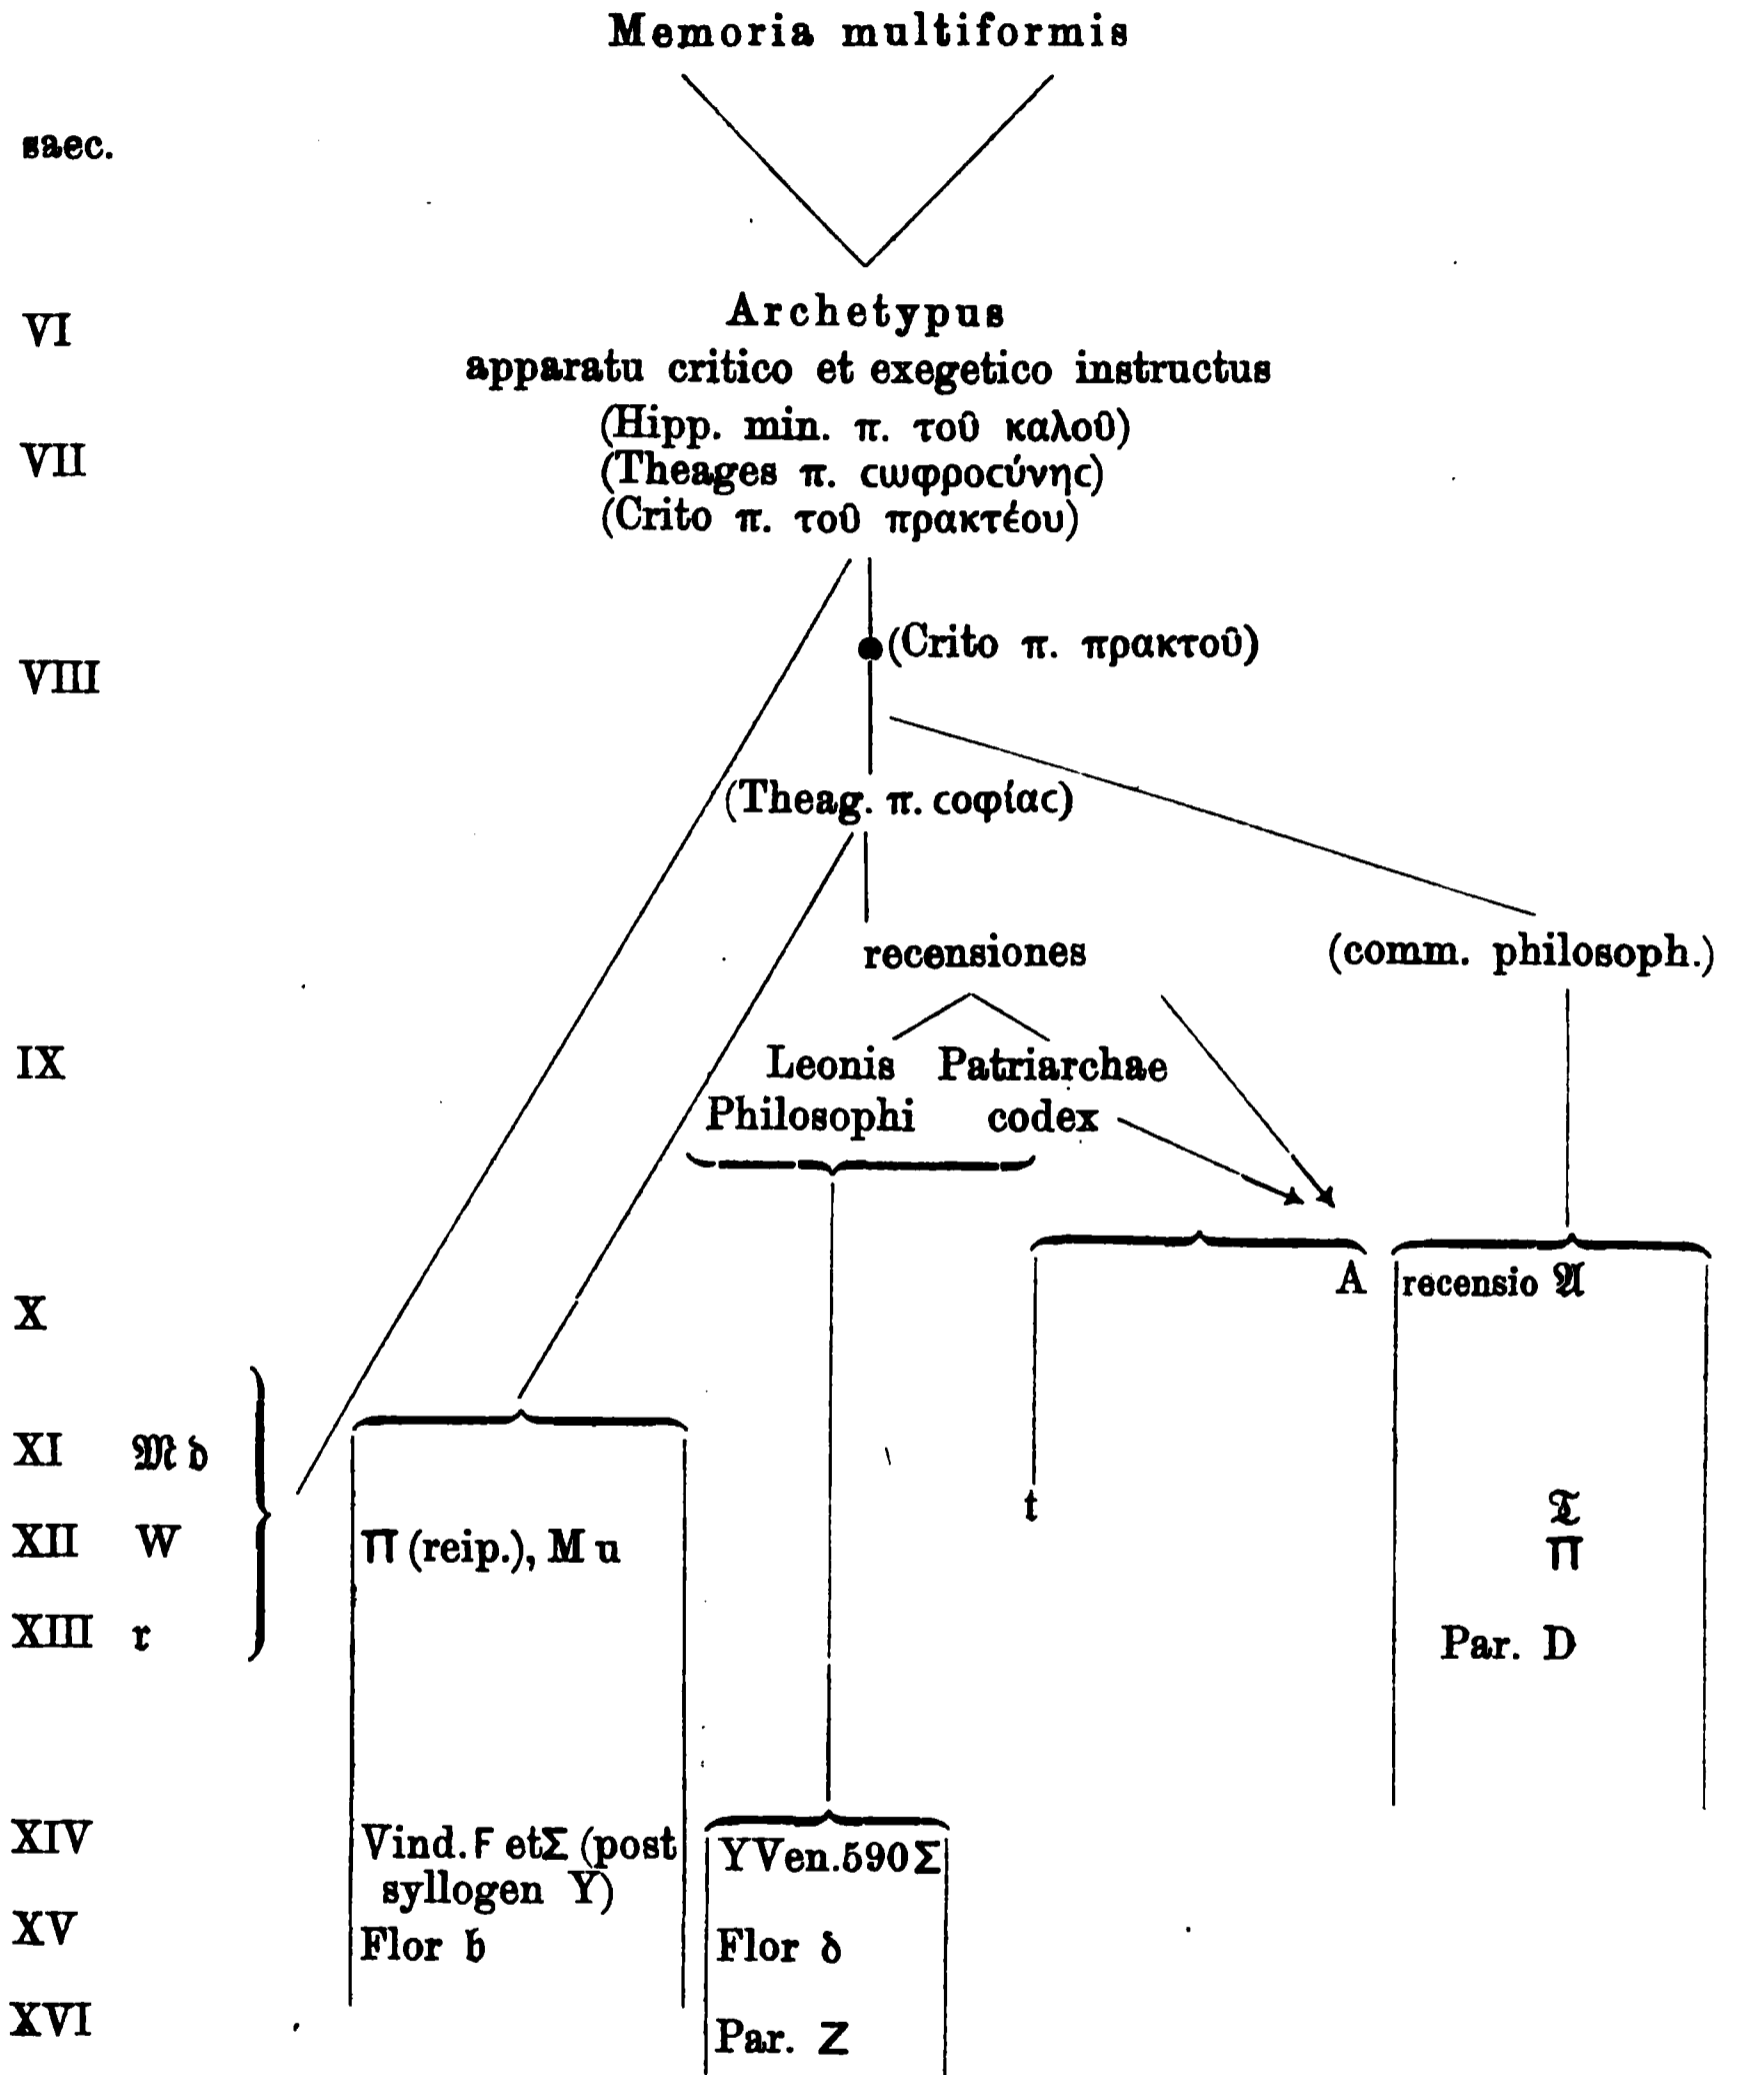 Memoria multiformis
saec.
VI
Archetypus
apparatu critico et exegetico instructus
(Hipp. min. π. τοῦ καλοῦ)
VII
(Theages π. ϲωφροϲύνηϲ)
(Crito π. τοῦ πρακτέου)
(Crito π. πρακτοῦ)
VIII
(Theag. π. ϲοφίαϲ)
recensiones
(comm. philosoph.)
IX
Leonis Patriarchae
Philosophi codex
A recensio 𝔄
X
XI 𝔐 𝔡
t
𝔗
XII W
Π (reip.), M u
Π
XIII 𝔯
Par. D
XIV
Vind. F et Σ (post
syllogen Y)
Y Ven. 590 Σ
XV
Flor 𝔟
Flor δ
XVI
Par. Z